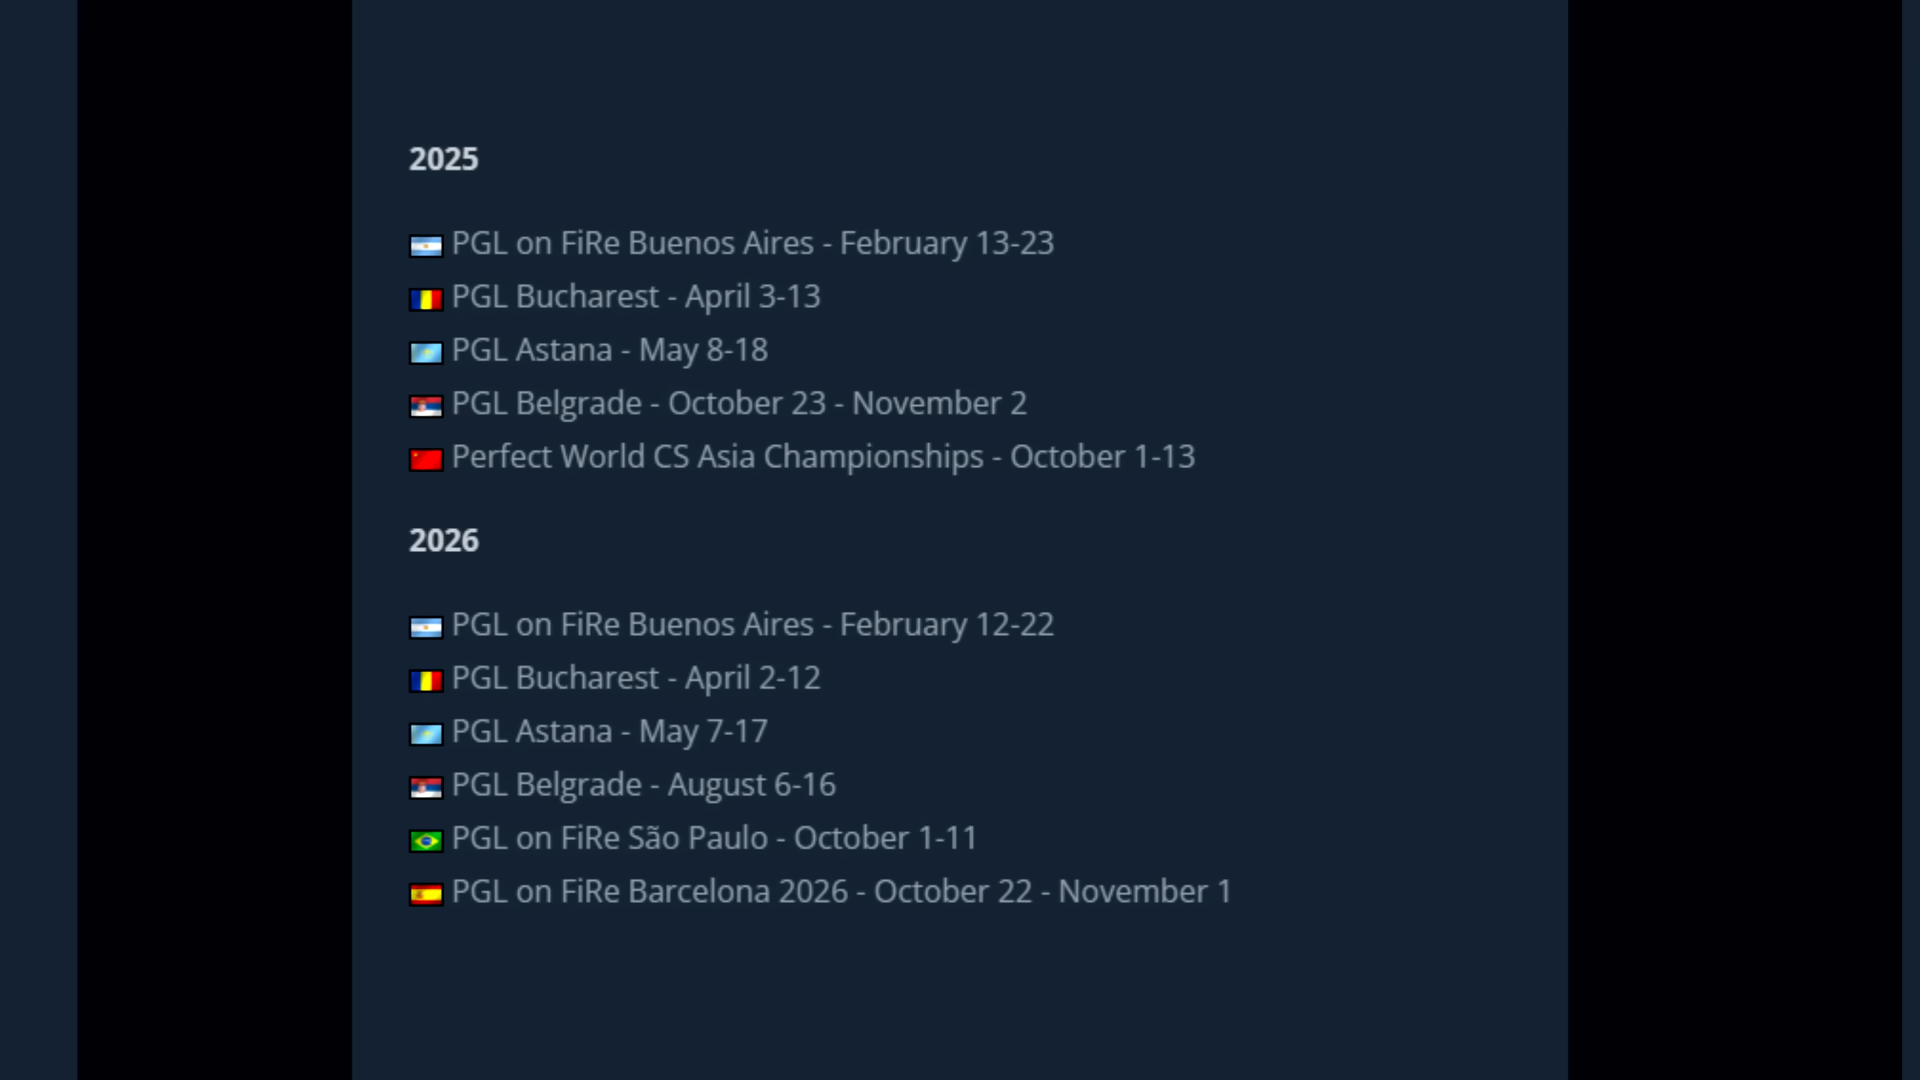 2025
PGL on FiRe Buenos Aires - February 13-23
PGL Bucharest - April 3-13
PGL Astana - May 8-18
PGL Belgrade - October 23 - November 2
Perfect World CS Asia Championships - October 1-13
2026
PGL on FiRe Buenos Aires - February 12-22
PGL Bucharest - April 2-12
PGL Astana - May 7-17
PGL Belgrade - August 6-16
PGL on FiRe São Paulo - October 1-11
PGL on FiRe Barcelona 2026 - October 22 - November 1